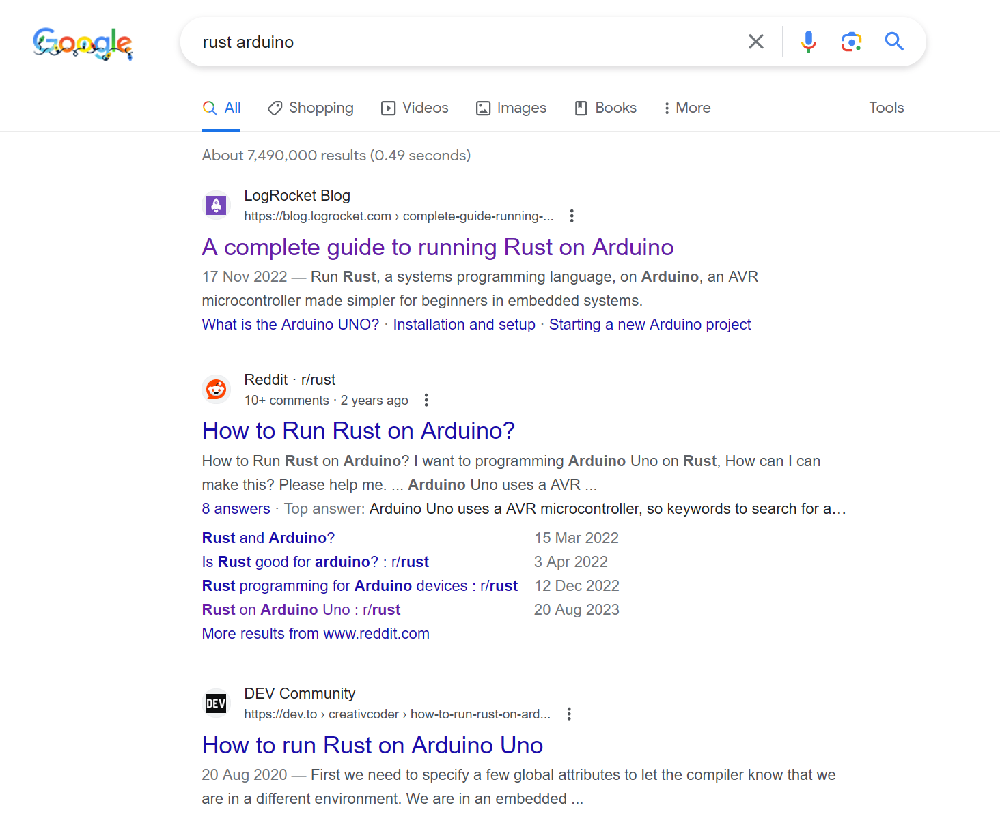 Google
rust arduino
All Shopping Videos Images Books More Tools
About 7,490,000 results (0.49 seconds)
LogRocket Blog
https://blog.logrocket.com › complete-guide-running-...
A complete guide to running Rust on Arduino
17 Nov 2022 — Run Rust, a systems programming language, on Arduino, an AVR
microcontroller made simpler for beginners in embedded systems.
What is the Arduino UNO? · Installation and setup · Starting a new Arduino project
Reddit · r/rust
10+ comments · 2 years ago
How to Run Rust on Arduino?
How to Run Rust on Arduino? I want to programming Arduino Uno on Rust, How can I can
make this? Please help me. ... Arduino Uno uses a AVR ...
8 answers · Top answer: Arduino Uno uses a AVR microcontroller, so keywords to search for a…
Rust and Arduino? 15 Mar 2022
Is Rust good for arduino? : r/rust 3 Apr 2022
Rust programming for Arduino devices : r/rust 12 Dec 2022
Rust on Arduino Uno : r/rust 20 Aug 2023
More results from www.reddit.com
DEV
DEV Community
https://dev.to › creativcoder › how-to-run-rust-on-ard...
How to run Rust on Arduino Uno
20 Aug 2020 — First we need to specify a few global attributes to let the compiler know that we
are in a different environment. We are in an embedded ...